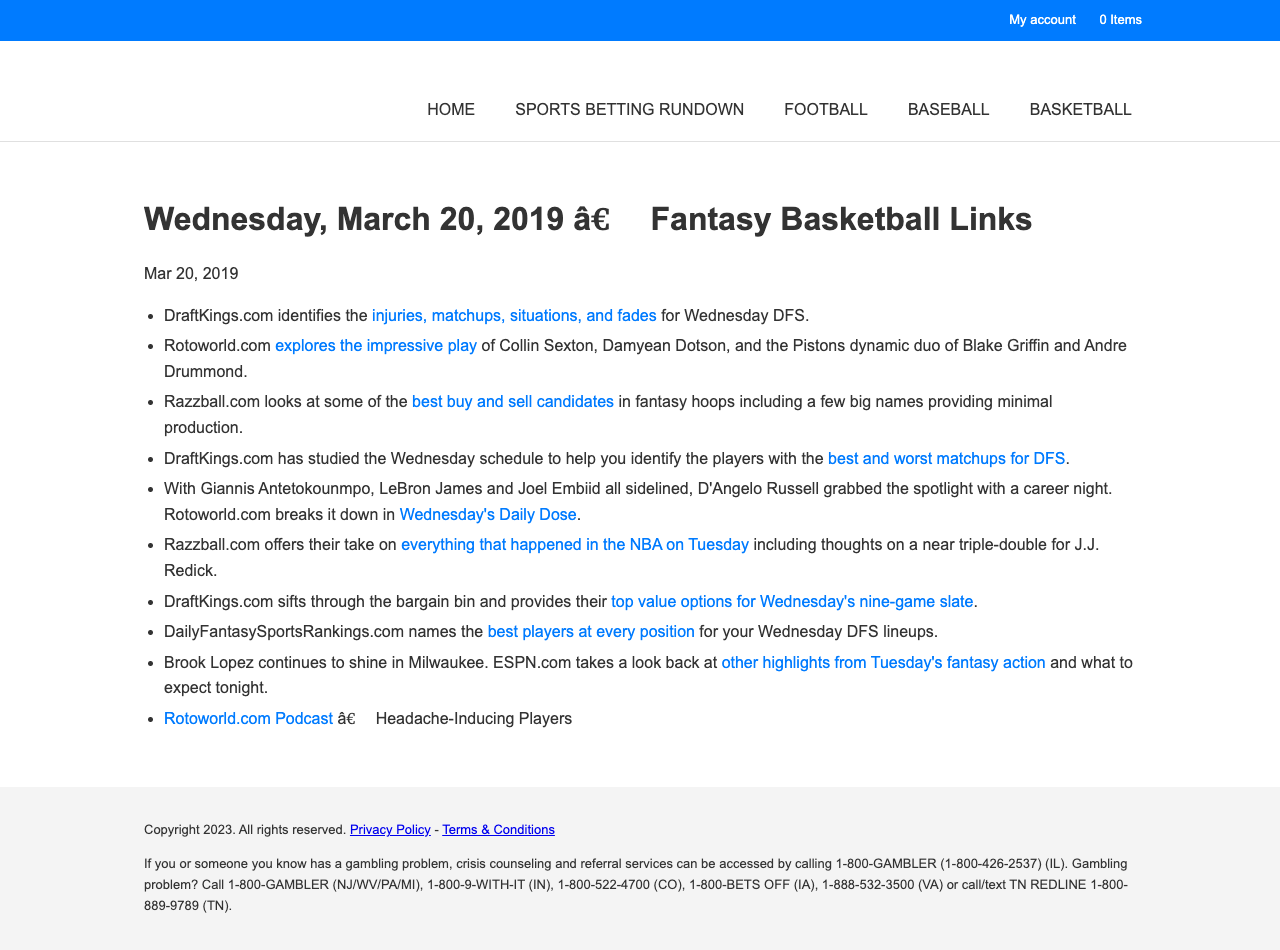 My account 0 Items
HOME SPORTS BETTING RUNDOWN FOOTBALL BASEBALL BASKETBALL
Wednesday, March 20, 2019 â€ Fantasy Basketball Links
Mar 20, 2019
• DraftKings.com identifies the injuries, matchups, situations, and fades for Wednesday DFS.
• Rotoworld.com explores the impressive play of Collin Sexton, Damyean Dotson, and the Pistons dynamic duo of Blake Griffin and Andre
Drummond.
• Razzball.com looks at some of the best buy and sell candidates in fantasy hoops including a few big names providing minimal
production.
• DraftKings.com has studied the Wednesday schedule to help you identify the players with the best and worst matchups for DFS.
• With Giannis Antetokounmpo, LeBron James and Joel Embiid all sidelined, D'Angelo Russell grabbed the spotlight with a career night.
Rotoworld.com breaks it down in Wednesday's Daily Dose.
• Razzball.com offers their take on everything that happened in the NBA on Tuesday including thoughts on a near triple-double for J.J.
Redick.
• DraftKings.com sifts through the bargain bin and provides their top value options for Wednesday's nine-game slate.
• DailyFantasySportsRankings.com names the best players at every position for your Wednesday DFS lineups.
• Brook Lopez continues to shine in Milwaukee. ESPN.com takes a look back at other highlights from Tuesday's fantasy action and what to
expect tonight.
• Rotoworld.com Podcast â€ Headache-Inducing Players
Copyright 2023. All rights reserved. Privacy Policy - Terms & Conditions
If you or someone you know has a gambling problem, crisis counseling and referral services can be accessed by calling 1-800-GAMBLER (1-800-426-2537) (IL). Gambling
problem? Call 1-800-GAMBLER (NJ/WV/PA/MI), 1-800-9-WITH-IT (IN), 1-800-522-4700 (CO), 1-800-BETS OFF (IA), 1-888-532-3500 (VA) or call/text TN REDLINE 1-800-
889-9789 (TN).